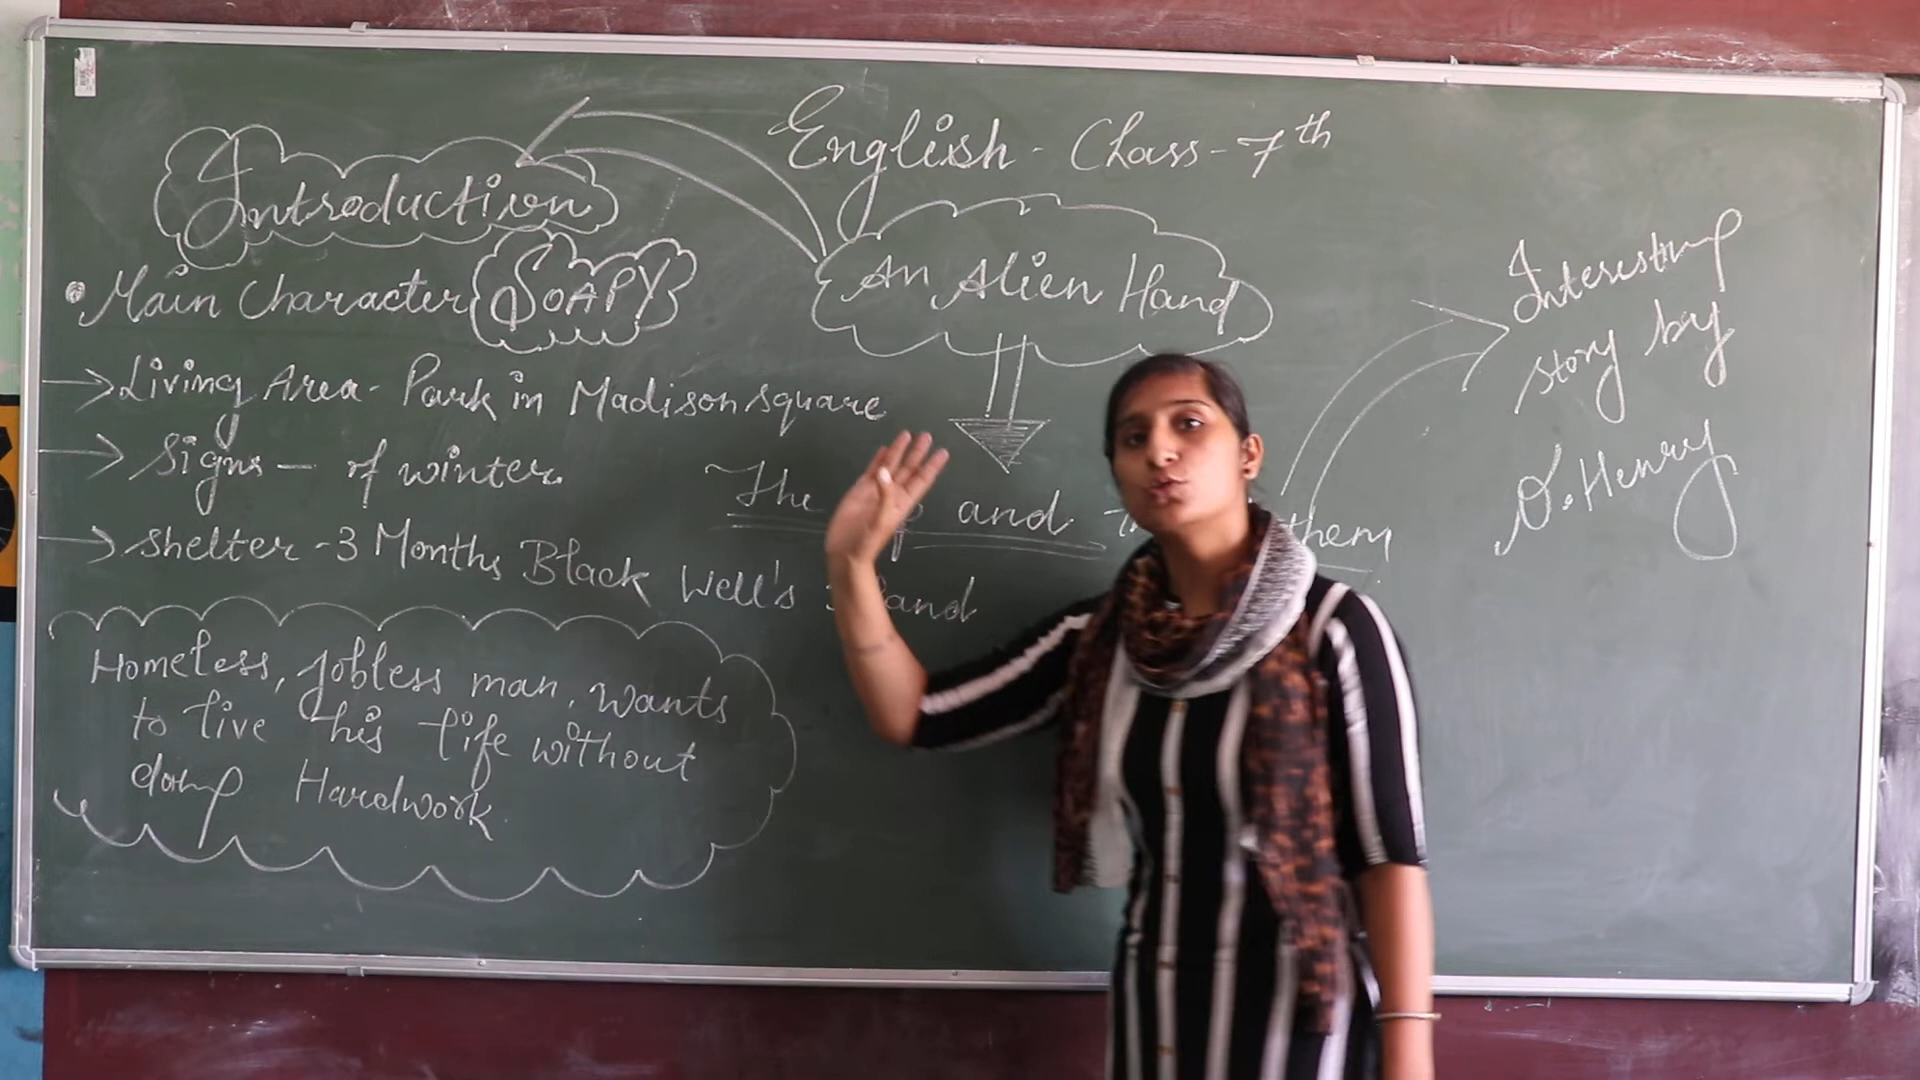 English - Class - 7th
Introduction
An Alien Hand
• Main Character SOAPY
→ Living Area - Park in Madison square
→ Signs - of winter
→ Shelter - 3 Months Black Well's
Homeless, Jobless man, wants
to live his life without
doing Hardwork
The and
Interesting
story by
O. Henry